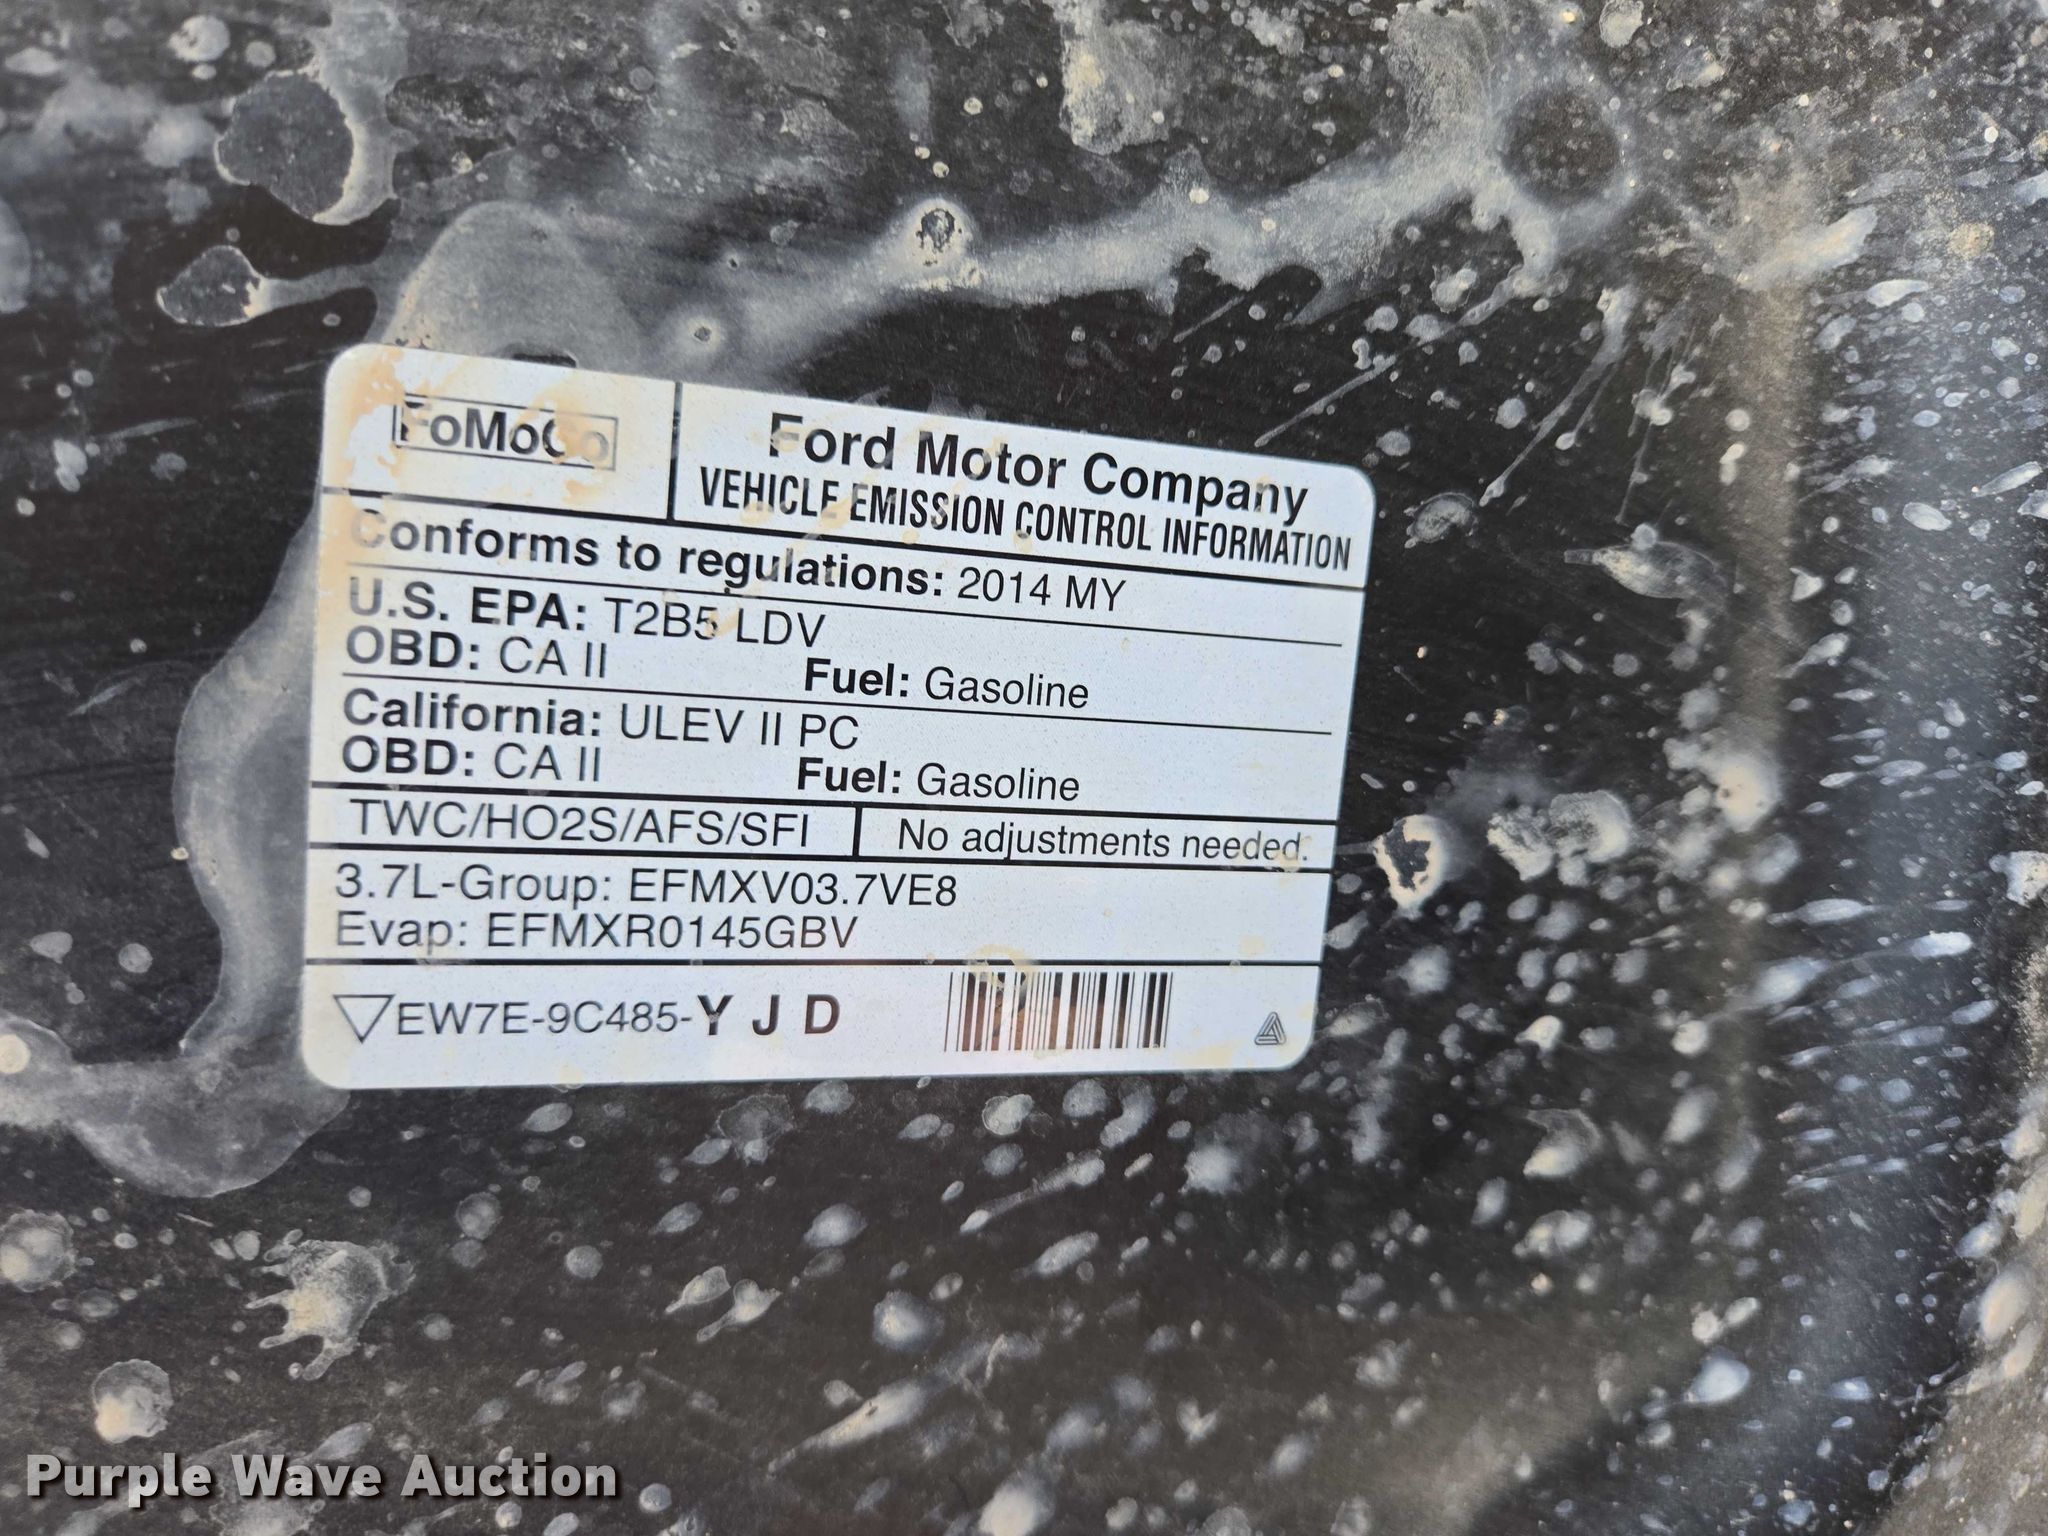 FoMoCo
Ford Motor Company
VEHICLE EMISSION CONTROL INFORMATION
Conforms to regulations: 2014 MY
U.S. EPA: T2B5 LDV
OBD: CA II Fuel: Gasoline
California: ULEV II PC
OBD: CA II Fuel: Gasoline
TWC/HO2S/AFS/SFI No adjustments needed.
3.7L-Group: EFMXV03.7VE8
Evap: EFMXR0145GBV
EW7E-9C485-Y J D
Purple Wave Auction